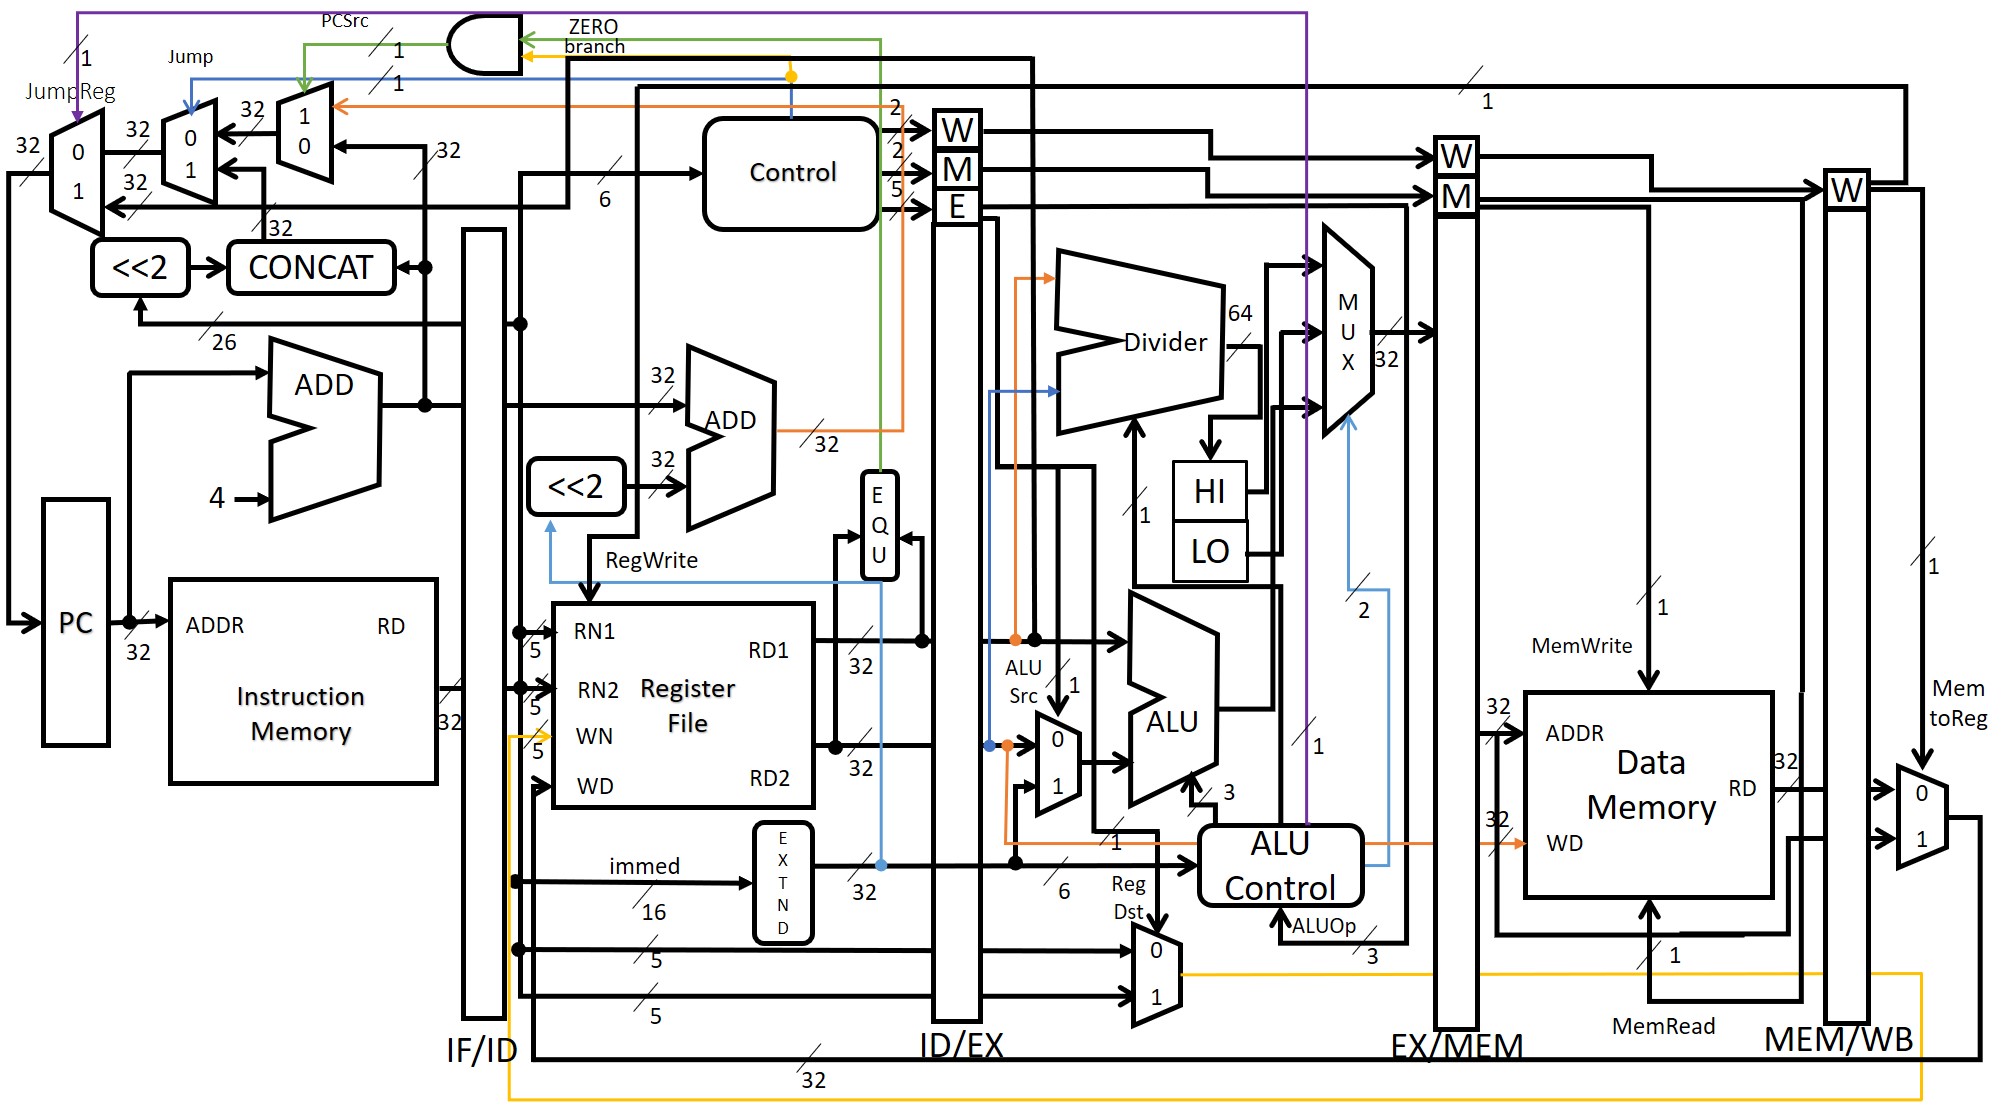 PCSrc
ZERO
branch
1
1
Jump
1
JumpReg
1
1
0
0
1
0
1
32
32
32
32
32
32
<<2
CONCAT
26
6
Control
2
2
5
W
M
E
W
M
W
1
ADD
4
32
ADD
32
32
<<2
RegWrite
E
Q
U
Divider
64
HI
LO
M
U
X
32
1
2
1
PC
32
ADDR
RD
Instruction
Memory
32
5
5
5
RN1
RN2
WN
WD
Register
File
RD1
RD2
32
32
ALU
Src
1
0
1
ALU
3
1
1
MemWrite
32
ADDR
Data
Memory
RD
WD
32
32
Mem
toReg
1
0
1
immed
16
E
X
T
N
D
32
6
1
ALU
Control
Reg
Dst
ALUOp
3
0
1
5
5
1
MemRead
IF/ID
ID/EX
EX/MEM
MEM/WB
32